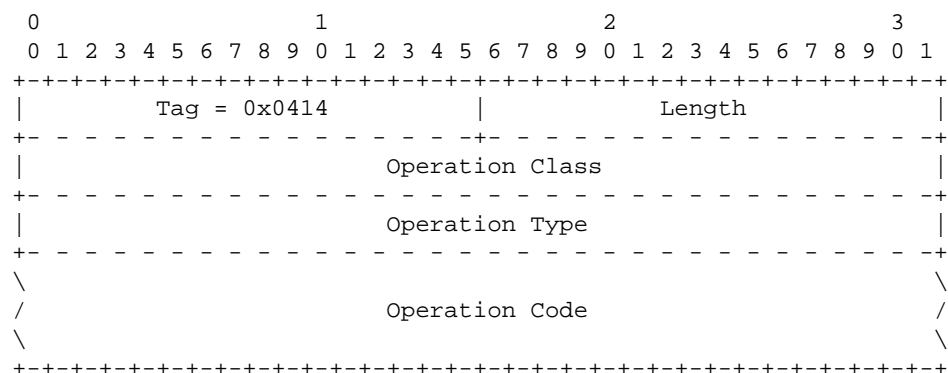 0                   1                   2                   3
 0 1 2 3 4 5 6 7 8 9 0 1 2 3 4 5 6 7 8 9 0 1 2 3 4 5 6 7 8 9 0 1
+-+-+-+-+-+-+-+-+-+-+-+-+-+-+-+-+-+-+-+-+-+-+-+-+-+-+-+-+-+-+-+-+
|         Tag = 0x0414          |            Length             |
+- - - - - - - - - - - - - - - -+- - - - - - - - - - - - - - - -+
|                         Operation Class                       |
+- - - - - - - - - - - - - - - - - - - - - - - - - - - - - - - -+
|                         Operation Type                        |
+- - - - - - - - - - - - - - - - - - - - - - - - - - - - - - - -+
\                                                               \
/                         Operation Code                        /
\                                                               \
+-+-+-+-+-+-+-+-+-+-+-+-+-+-+-+-+-+-+-+-+-+-+-+-+-+-+-+-+-+-+-+-+